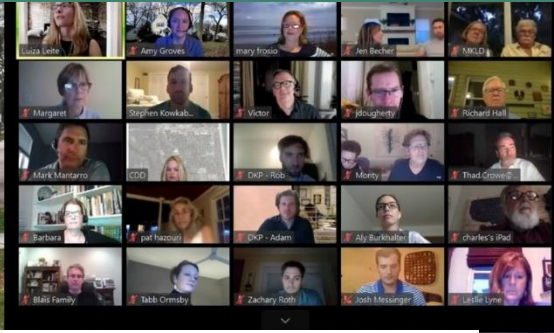 Luiza Leite
Amy Groves
mary frosio
Jen Becher
MKLD
Margaret
Stephen Kowkab...
Victor
jdougherty
Richard Hall
Mark Mantarro
COD
DKP - Rob
Monty
Thad Crowe D...
Barbara
pat hazouri
DKP - Adam
Aly Burkhalter
charles's iPad
Blais Family
Tabb Ormsby
Zachary Roth
Josh Messinger
Leslie Lyne